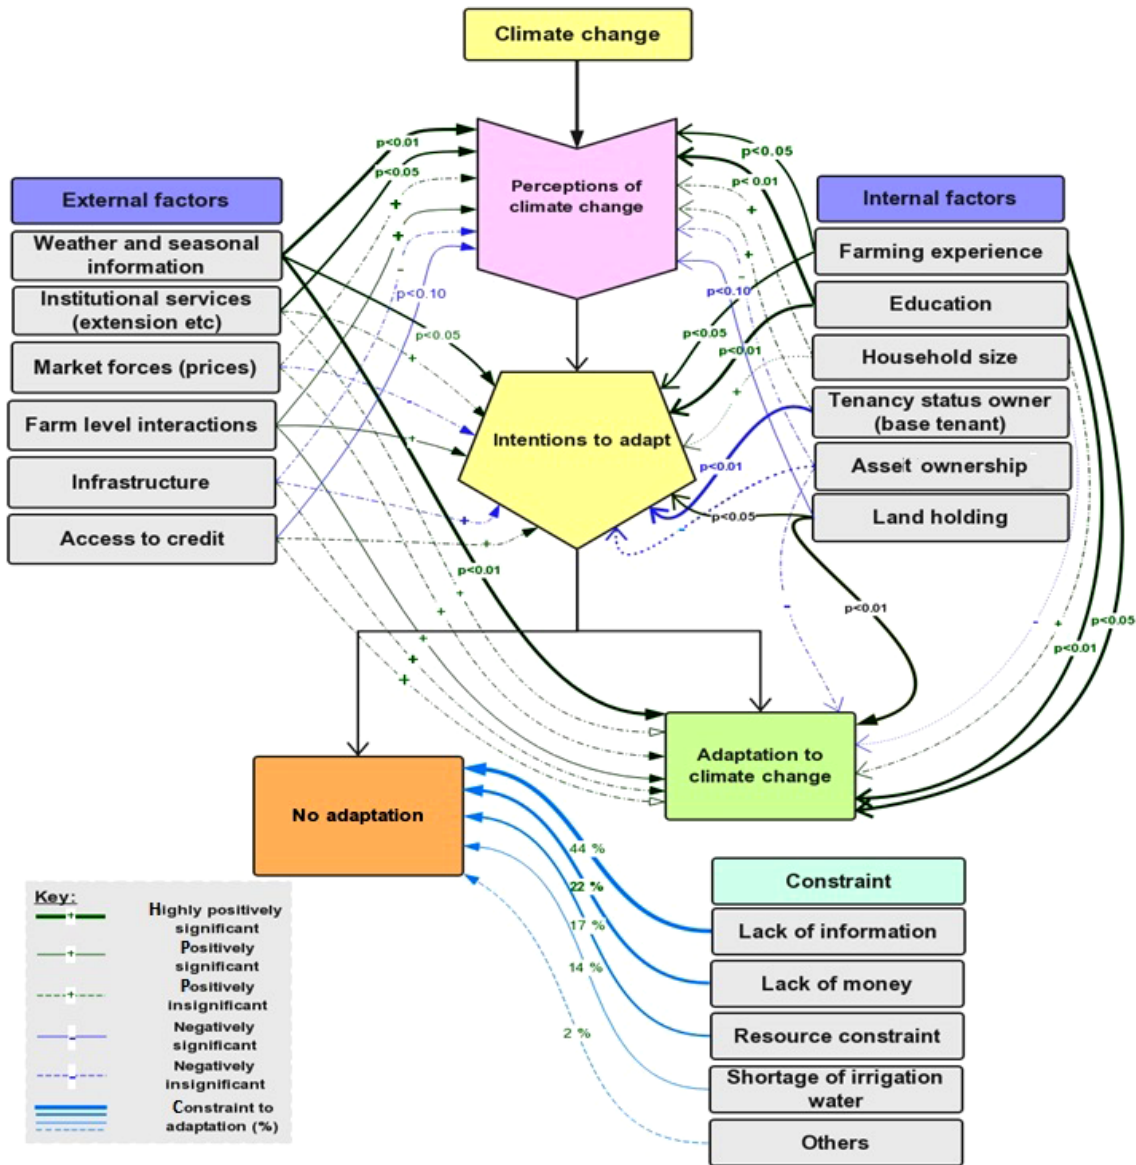 Climate change
p<0.01
p<0.05
p<0.05
p< 0.01
Perceptions of
climate change
External factors
Weather and seasonal
information
Institutional services
(extension etc)
Market forces (prices)
Farm level interactions
Infrastructure
Access to credit
Internal factors
Farming experience
Education
Household size
Tenancy status owner
(base tenant)
Asset ownership
Land holding
+
+
-
+
+
-
p<0.10
p<0.10
p<0.05
p<0.05
p<0.01
+
-
+
+
+
+
Intentions to adapt
p<0.01
-
p<0.05
p<0.01
+
+
+
+
+
p<0.01
-
-
+
p<0.01
p<0.05
Adaptation to
climate change
No adaptation
44 %
22 %
17 %
14 %
2 %
Constraint
Lack of information
Lack of money
Resource constraint
Shortage of irrigation
water
Others
Key:
+
Highly positively
significant
+
Positively
significant
+
Positively
insignificant
-
Negatively
significant
-
Negatively
insignificant
Constraint to
adaptation (%)